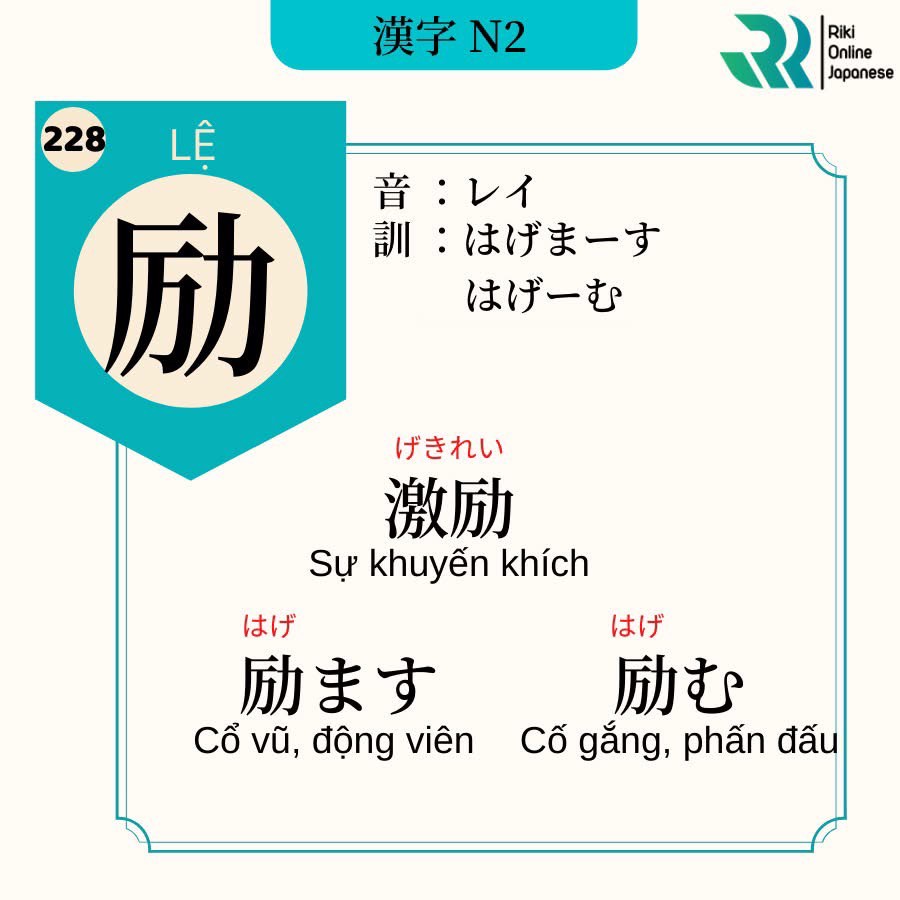 漢字 N2
Riki
Online
Japanese
228
LỆ
励
音：レイ
訓：はげまーす
はげーむ
げきれい
激励
Sự khuyến khích
はげ
励ます
Cổ vũ, động viên
はげ
励む
Cố gắng, phấn đấu